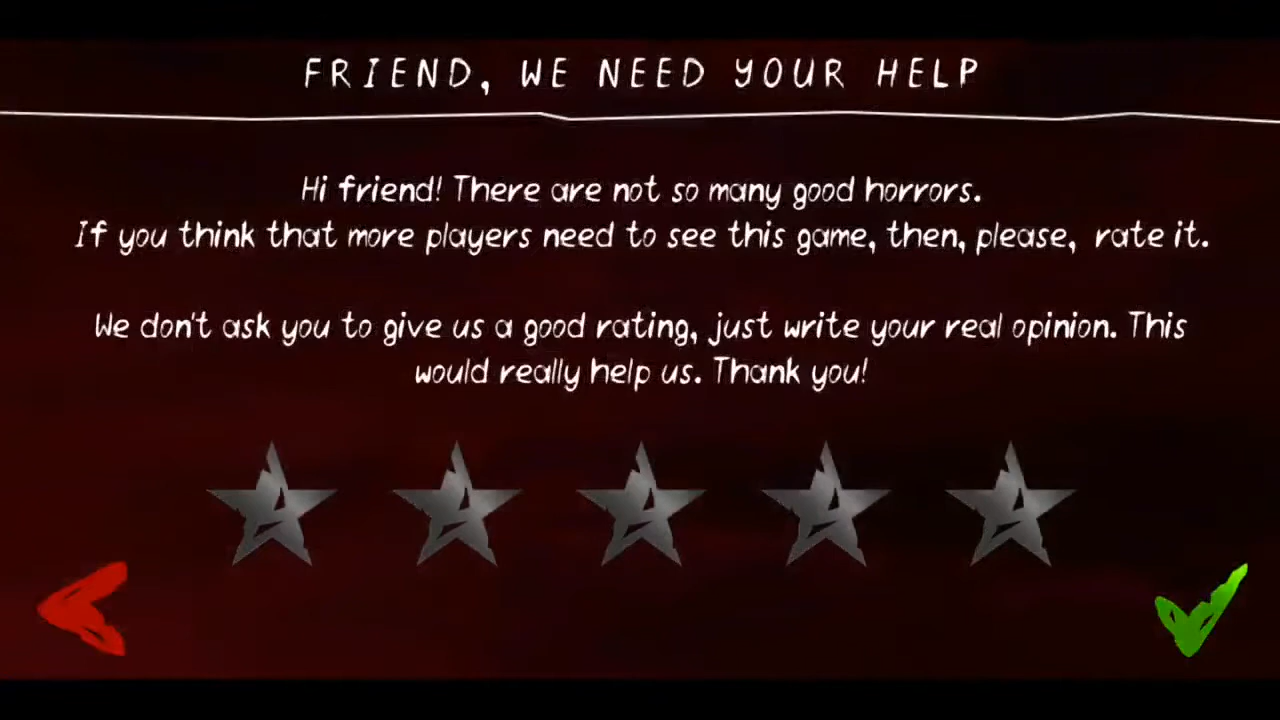 FRIEND, WE NEED YOUR HELP
Hi friend! There are not so many good horrors.
If you think that more players need to see this game, then, please, rate it.
We don't ask you to give us a good rating, just write your real opinion. This
would really help us. Thank you!